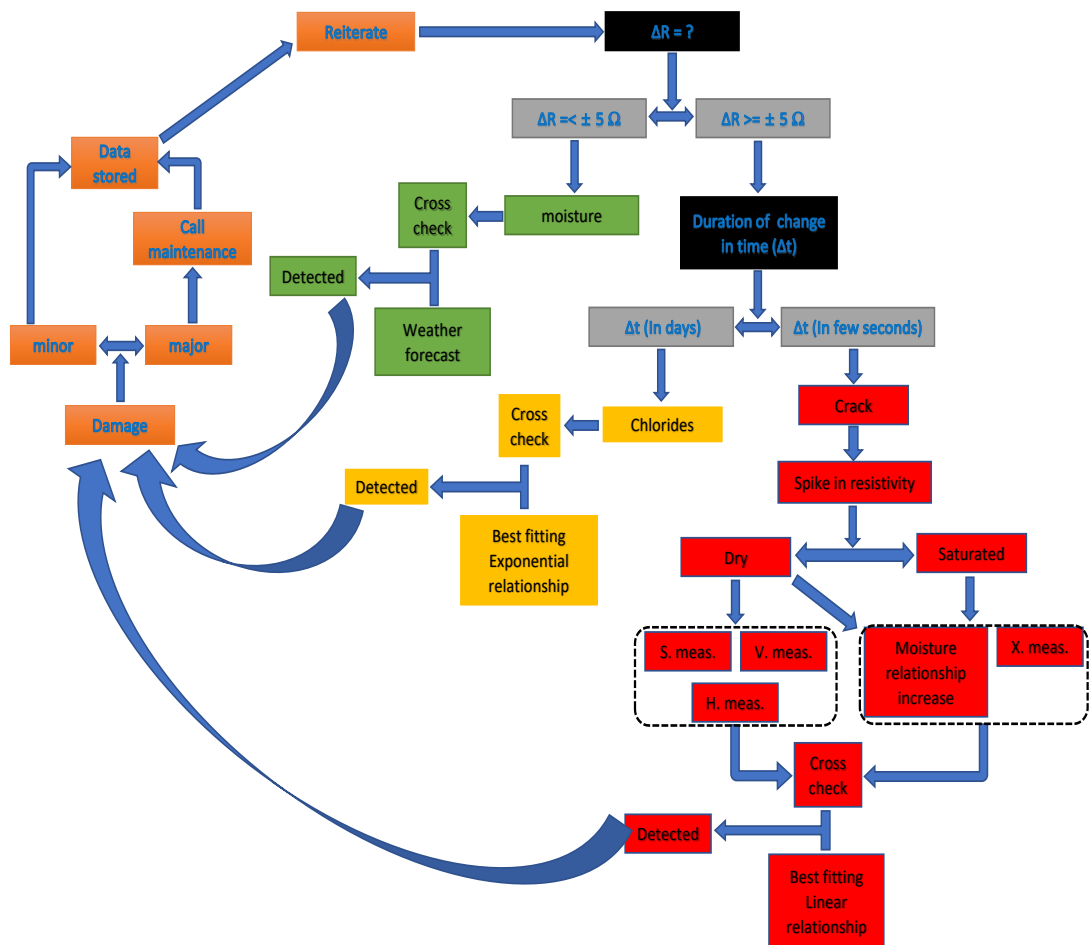 Reiterate
ΔR = ?
ΔR =< ± 5 Ω
ΔR >= ± 5 Ω
Data
stored
Cross
check
moisture
Call
maintenance
Duration of change
in time (Δt)
Detected
Weather
forecast
minor
major
Δt (In days)
Δt (In few seconds)
Damage
Cross
check
Chlorides
Crack
Detected
Spike in resistivity
Best fitting
Exponential
relationship
Dry
Saturated
S. meas.
V. meas.
H. meas.
Moisture
relationship
increase
X. meas.
Cross
check
Detected
Best fitting
Linear
relationship